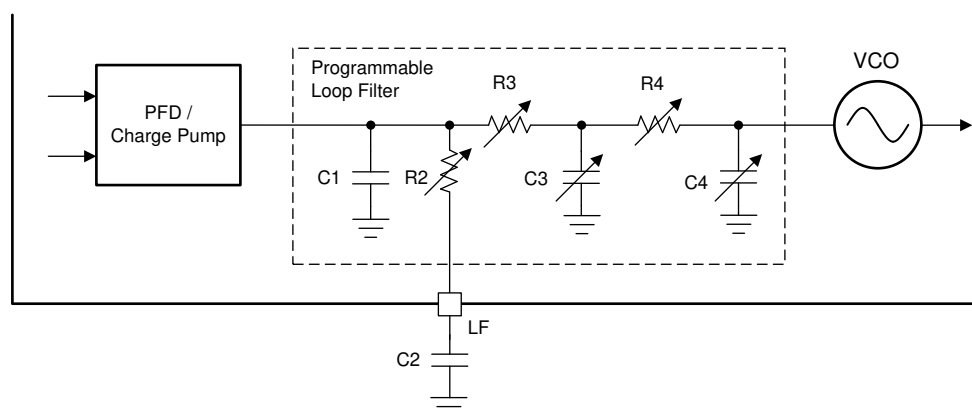 Programmable
Loop Filter
R3
R4
VCO
PFD /
Charge Pump
C1
R2
C3
C4
LF
C2